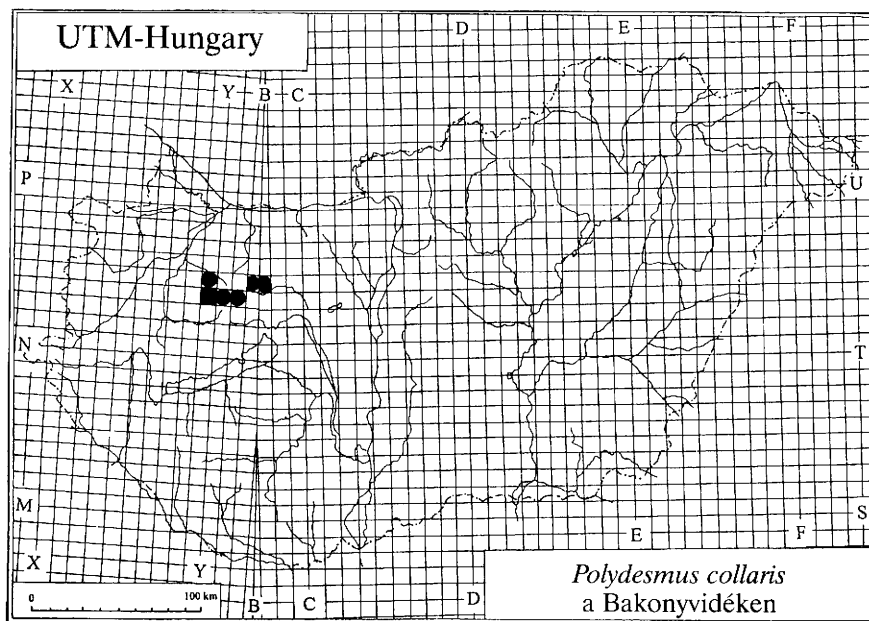 UTM-Hungary
D E F
X Y B C
P U
N T
M S
X Y B C D E F
0 100 km
Polydesmus collaris
a Bakonyvidéken